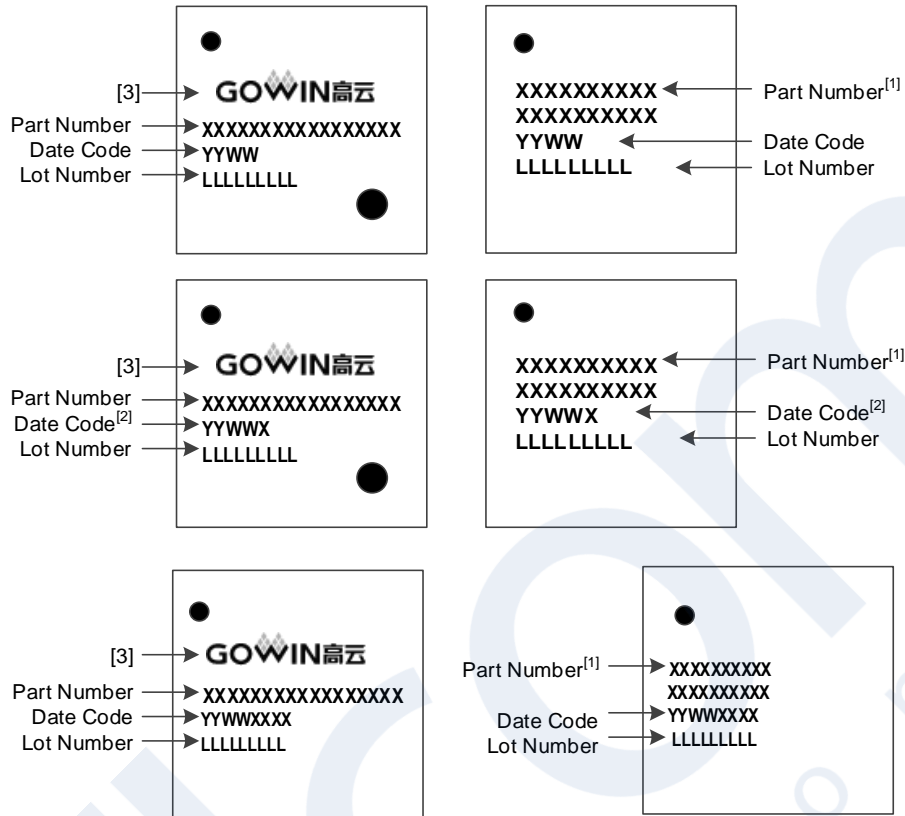 [3]
GOWIN高云
Part Number
XXXXXXXXXXXXXXXXX
Date Code
YYWW
Lot Number
LLLLLLLLL
XXXXXXXXXX
Part Number[1]
XXXXXXXXXX
YYWW
Date Code
LLLLLLLLL
Lot Number
[3]
GOWIN高云
Part Number
XXXXXXXXXXXXXXXXX
Date Code[2]
YYWWX
Lot Number
LLLLLLLLL
XXXXXXXXXX
Part Number[1]
XXXXXXXXXX
YYWWX
Date Code[2]
LLLLLLLLL
Lot Number
[3]
GOWIN高云
Part Number
XXXXXXXXXXXXXXXXX
Date Code
YYWWXXXX
Lot Number
LLLLLLLLL
Part Number[1]
XXXXXXXXXX
XXXXXXXXXX
Date Code
YYWWXXXX
Lot Number
LLLLLLLLL